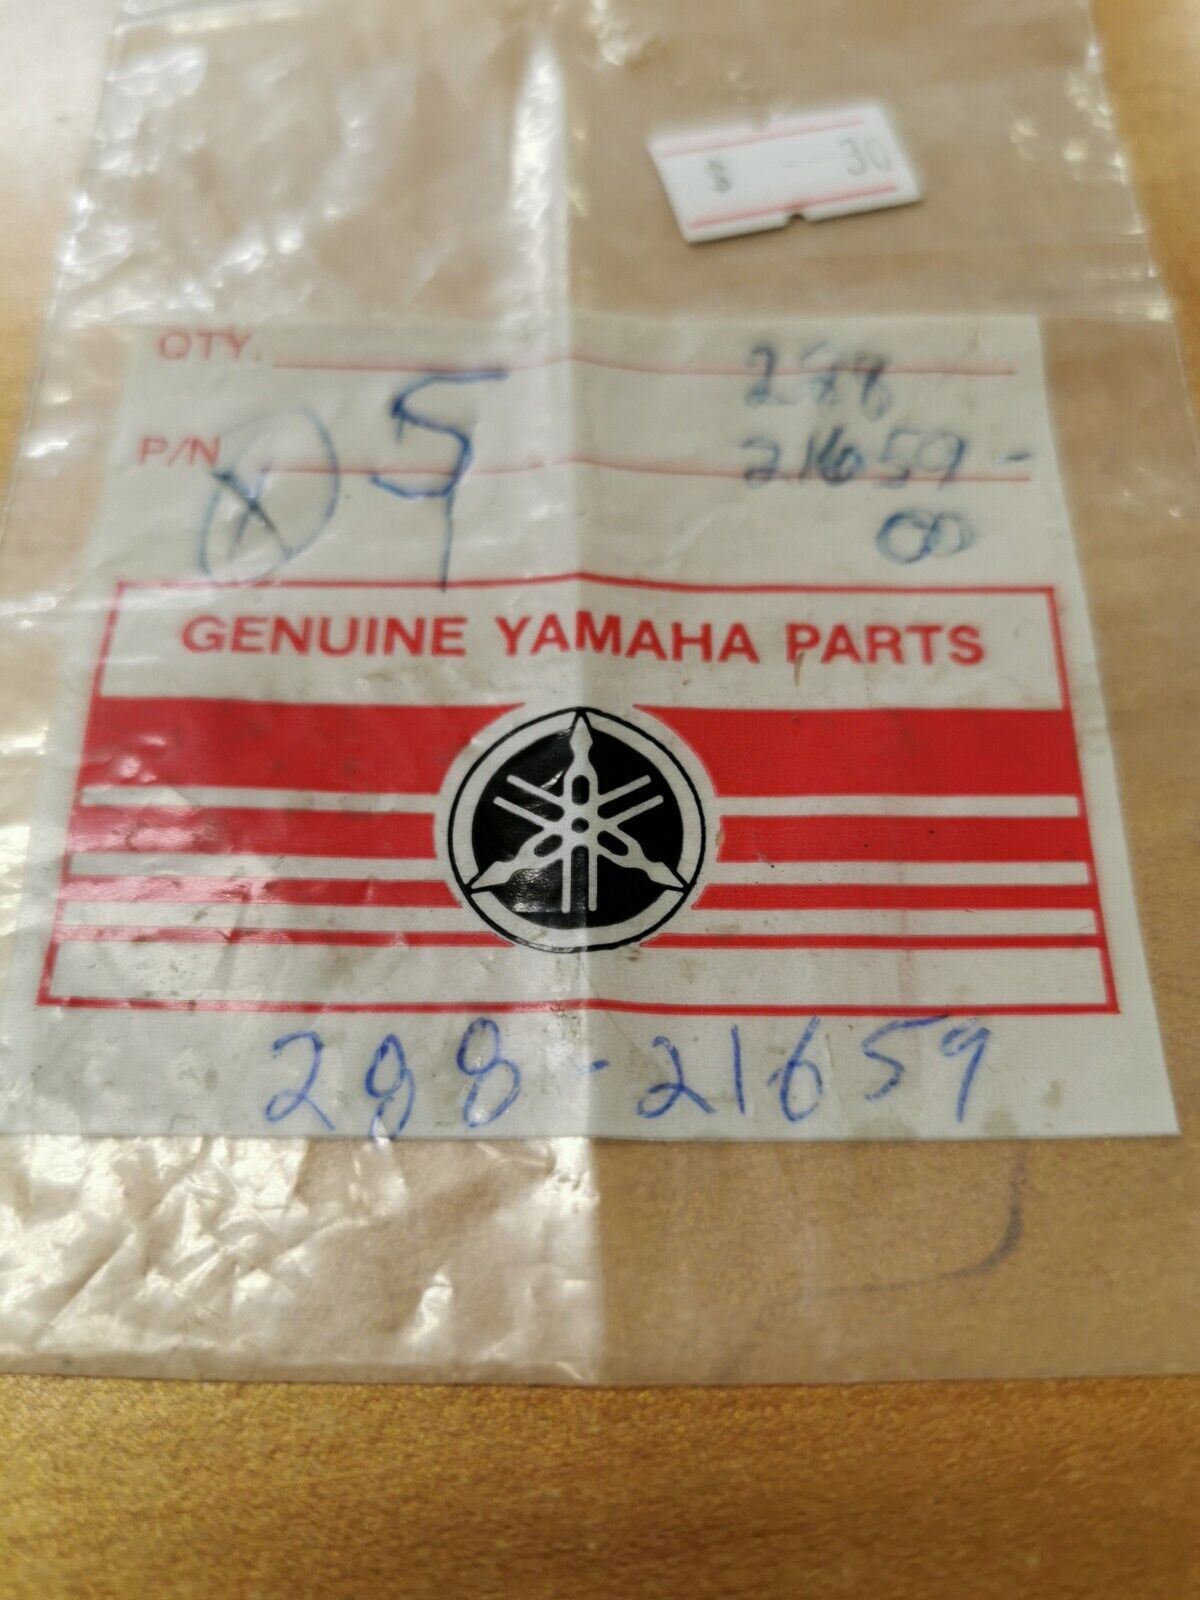 $ -- 30
QTY. 288
P/N 21659-
X 5 00
GENUINE YAMAHA PARTS
288-21659